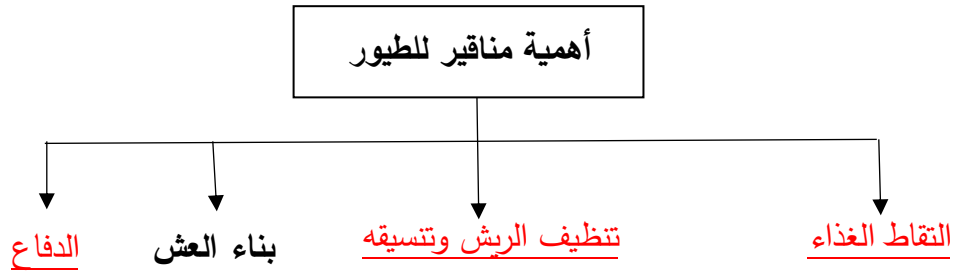 أهمية مناقير للطيور
التقاط الغذاء
تنظيف الريش وتنسيقه
بناء العش
الدفاع